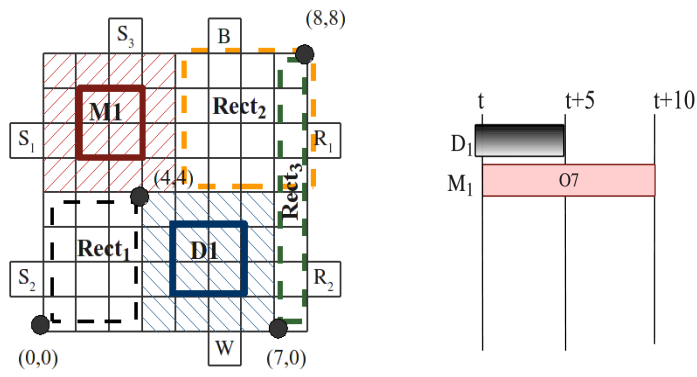 (8,8)
S3
B
M1
Rect2
S1
R1
(4,4)
Rect3
Rect1
D1
S2
R2
W
(0,0)
(7,0)
t
t+5
t+10
D1
M1
O7